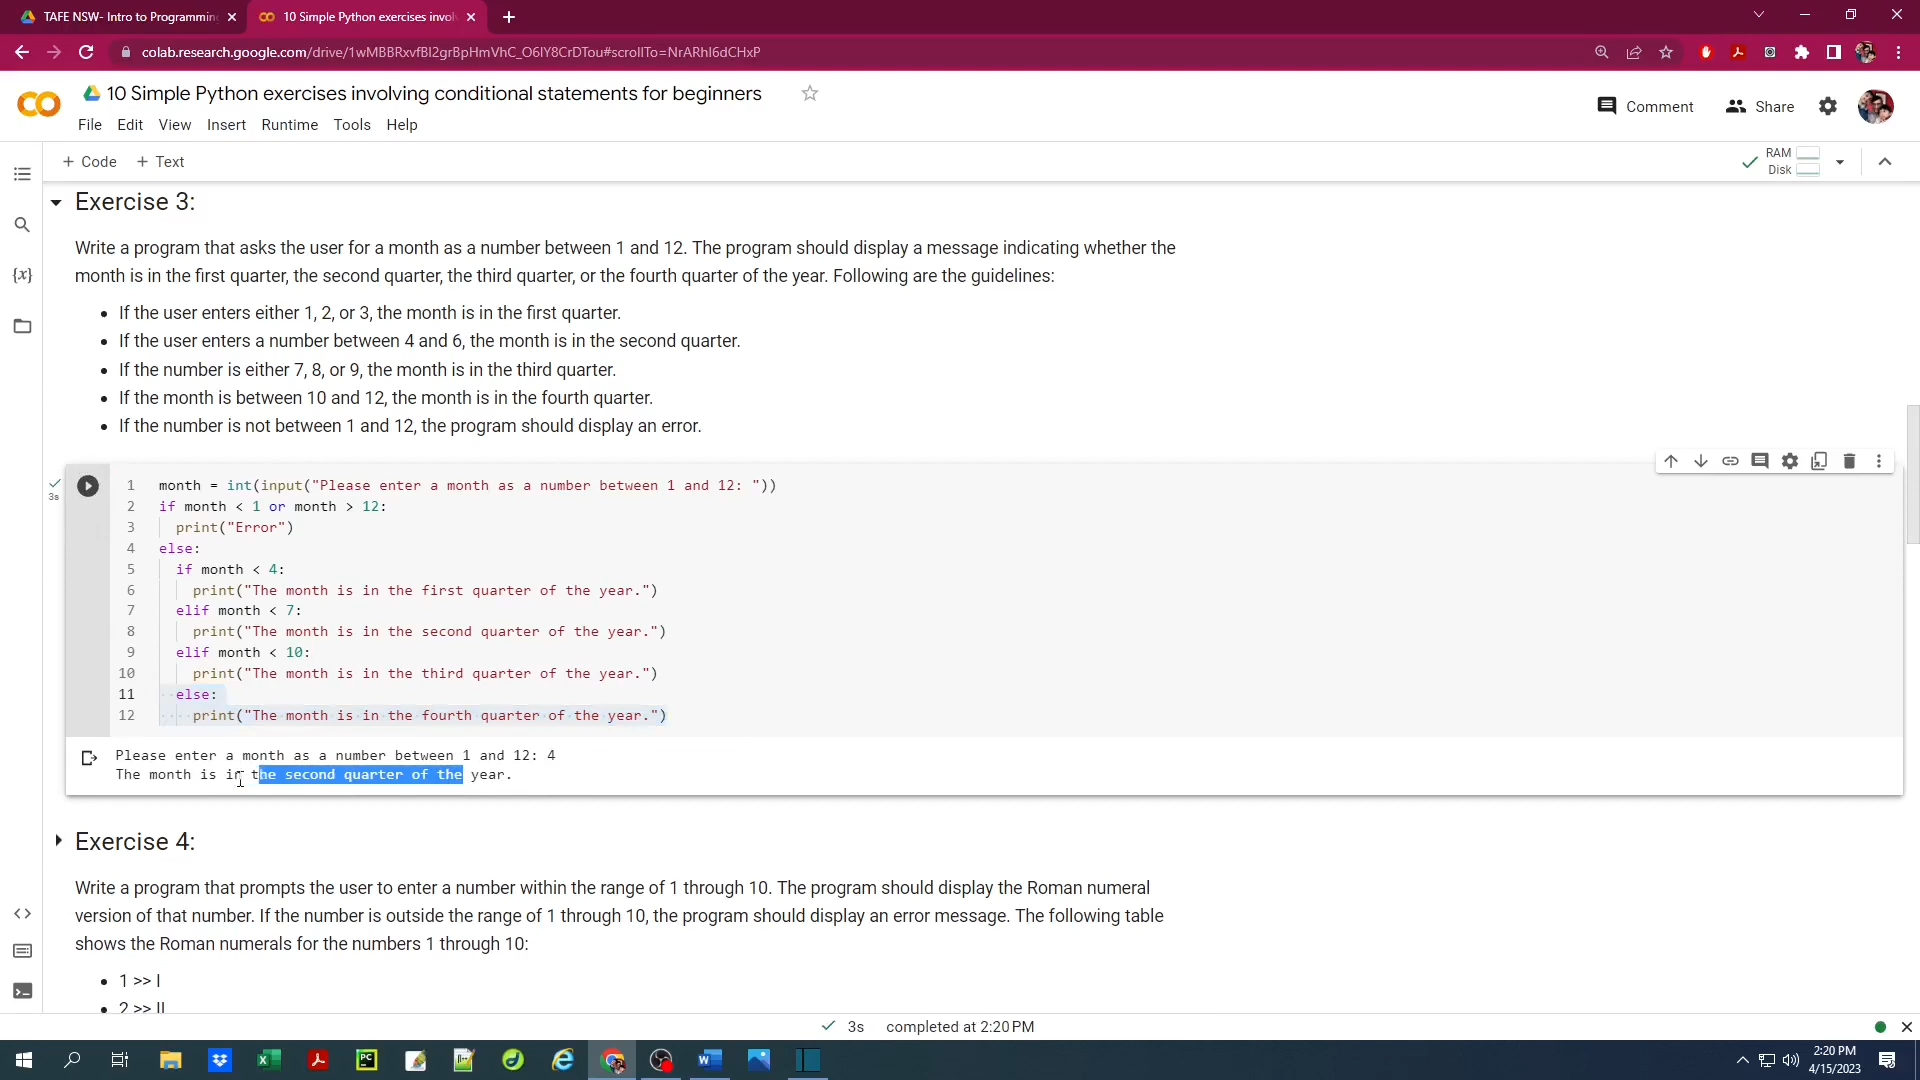 TAFE NSW- Intro to Programming
10 Simple Python exercises invol
colab.research.google.com/drive/1wMBBRxvfBI2grBpHmVhC_O6lY8CrDTou#scrollTo=NrARhI6dCHxP
10 Simple Python exercises involving conditional statements for beginners
Comment
Share
File Edit View Insert Runtime Tools Help
+ Code + Text
RAM
Disk
Exercise 3:
Write a program that asks the user for a month as a number between 1 and 12. The program should display a message indicating whether the
month is in the first quarter, the second quarter, the third quarter, or the fourth quarter of the year. Following are the guidelines:
• If the user enters either 1, 2, or 3, the month is in the first quarter.
• If the user enters a number between 4 and 6, the month is in the second quarter.
• If the number is either 7, 8, or 9, the month is in the third quarter.
• If the month is between 10 and 12, the month is in the fourth quarter.
• If the number is not between 1 and 12, the program should display an error.
3s
1 month = int(input("Please enter a month as a number between 1 and 12: "))
2 if month < 1 or month > 12:
3 print("Error")
4 else:
5 if month < 4:
6 print("The month is in the first quarter of the year.")
7 elif month < 7:
8 print("The month is in the second quarter of the year.")
9 elif month < 10:
10 print("The month is in the third quarter of the year.")
11 else:
12 print("The month is in the fourth quarter of the year.")
Please enter a month as a number between 1 and 12: 4
The month is in the second quarter of the year.
Exercise 4:
Write a program that prompts the user to enter a number within the range of 1 through 10. The program should display the Roman numeral
version of that number. If the number is outside the range of 1 through 10, the program should display an error message. The following table
shows the Roman numerals for the numbers 1 through 10:
• 1 >> I
• 2 >> II
3s completed at 2:20 PM
2:20 PM
4/15/2023